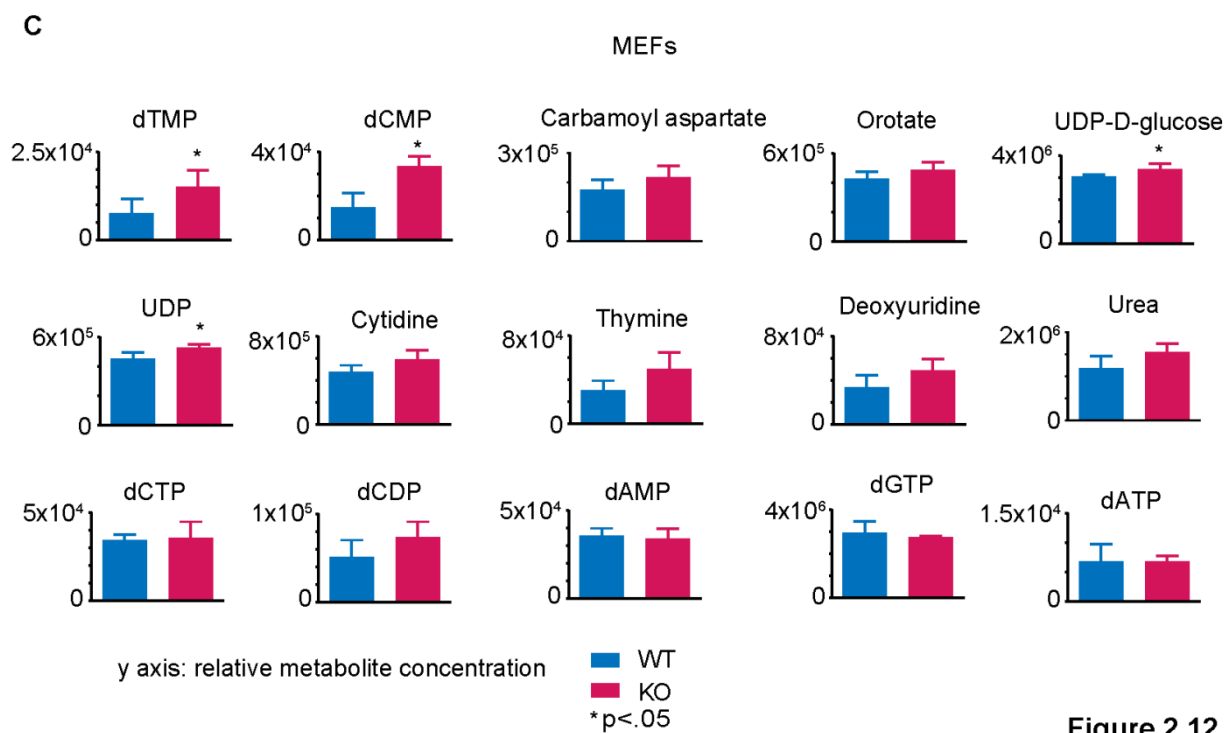 C
MEFs
dTMP
2.5x10⁴
*
0
dCMP
4x10⁴
*
0
Carbamoyl aspartate
3x10⁵
0
Orotate
6x10⁵
0
UDP-D-glucose
4x10⁶
*
0
UDP
6x10⁵
*
0
Cytidine
8x10⁵
0
Thymine
8x10⁴
0
Deoxyuridine
8x10⁴
0
Urea
2x10⁶
0
dCTP
5x10⁴
0
dCDP
1x10⁵
0
dAMP
5x10⁴
0
dGTP
4x10⁶
0
dATP
1.5x10⁴
0
y axis: relative metabolite concentration
WT
KO
*p<.05
Figure 2.12